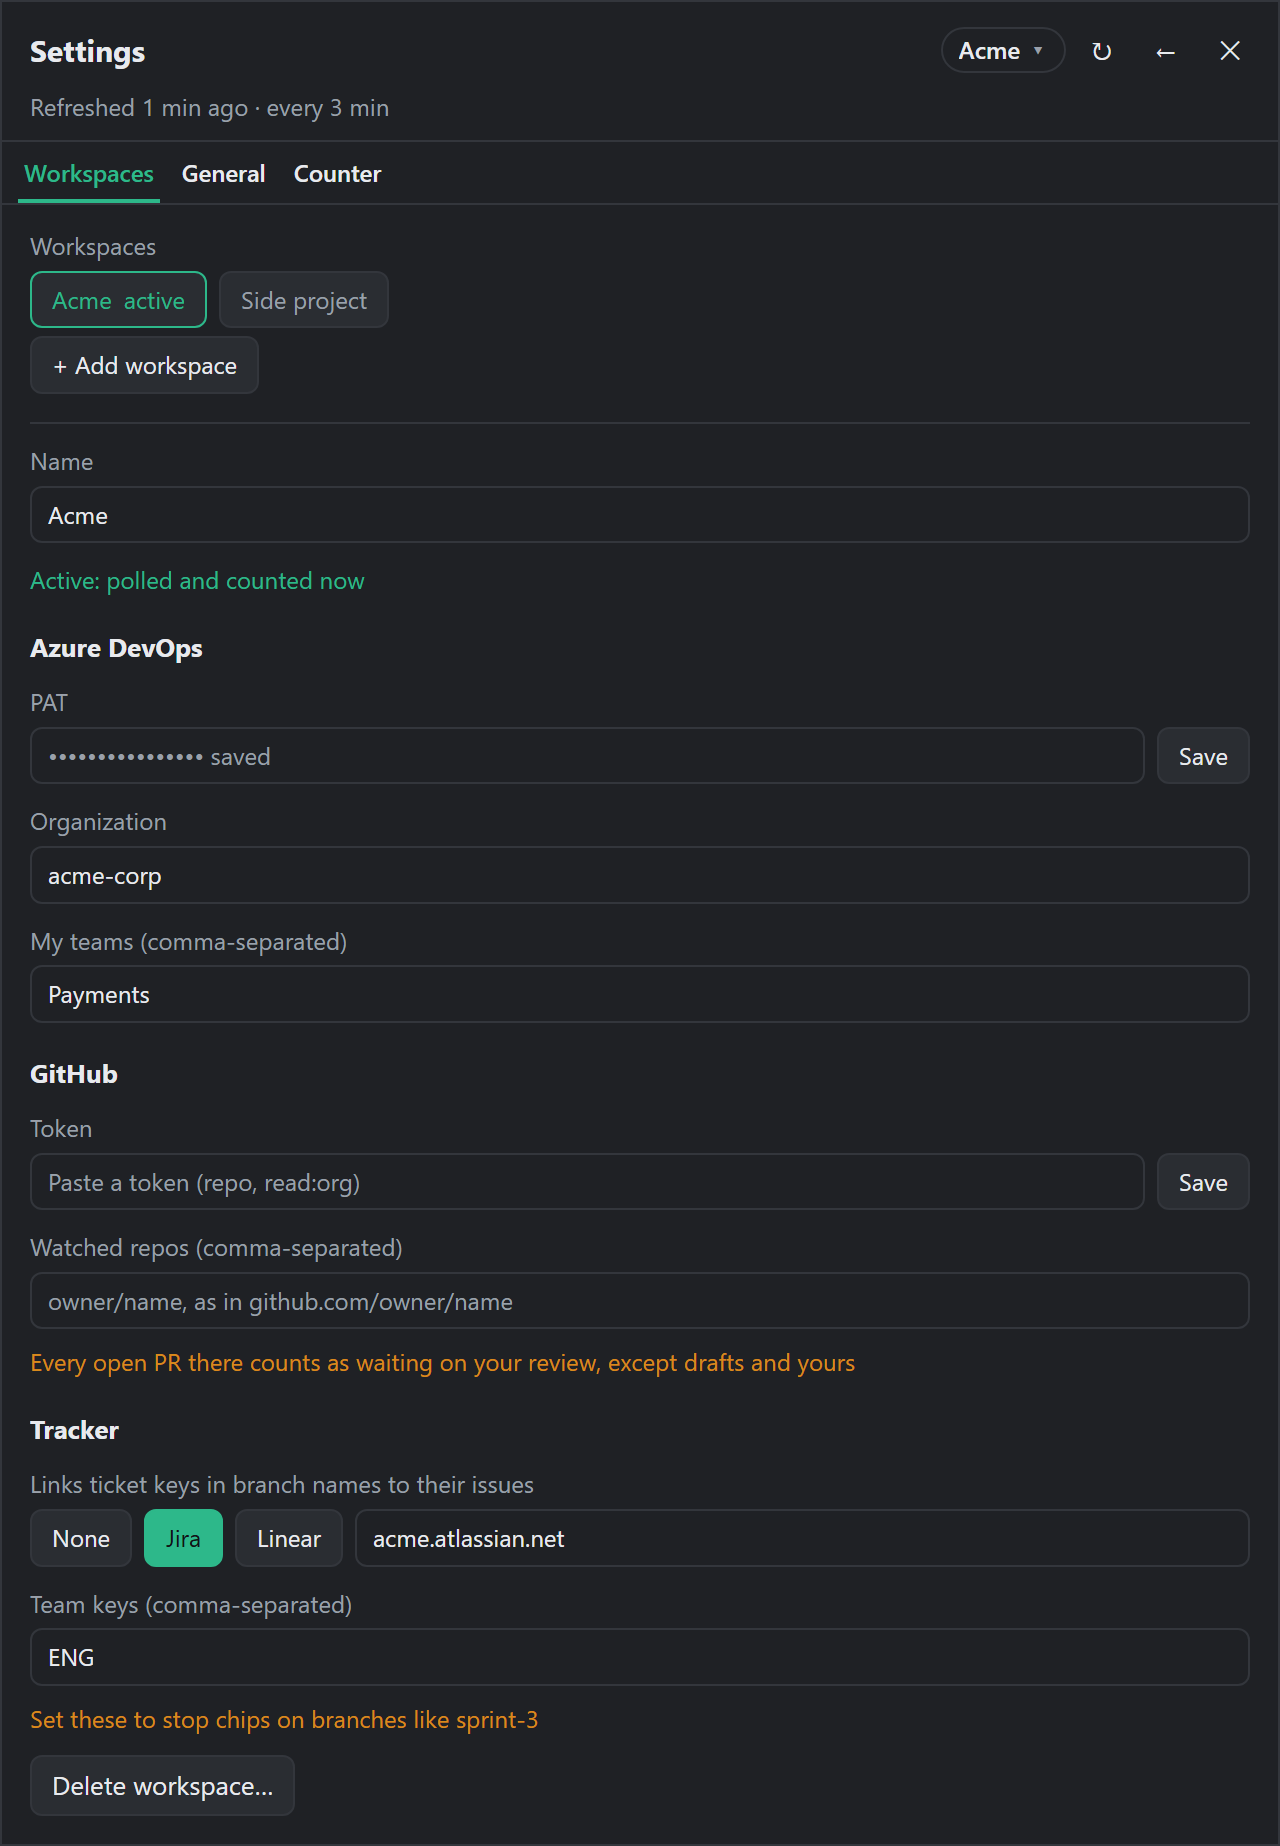 Settings
Acme ▾
Refreshed 1 min ago · every 3 min
Workspaces General Counter
Workspaces
Acme active
Side project
+ Add workspace
Name
Acme
Active: polled and counted now
Azure DevOps
PAT
•••••••••••••••• saved
Save
Organization
acme-corp
My teams (comma-separated)
Payments
GitHub
Token
Paste a token (repo, read:org)
Save
Watched repos (comma-separated)
owner/name, as in github.com/owner/name
Every open PR there counts as waiting on your review, except drafts and yours
Tracker
Links ticket keys in branch names to their issues
None
Jira
Linear
acme.atlassian.net
Team keys (comma-separated)
ENG
Set these to stop chips on branches like sprint-3
Delete workspace...